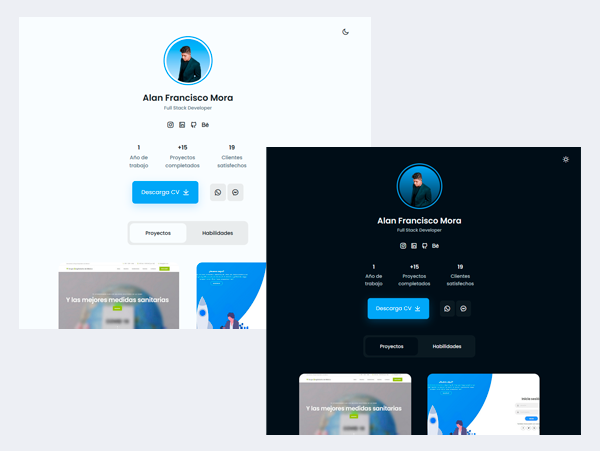 Alan Francisco Mora
Full Stack Developer
Bē
1
+15
19
Año de
trabajo
Proyectos
completados
Clientes
satisfechos
Descarga CV
Proyectos
Habilidades
Y las mejores medidas sanitarias
Alan Francisco Mora
Full Stack Developer
Bē
1
+15
19
Año de
trabajo
Proyectos
completados
Clientes
satisfechos
Descarga CV
Proyectos
Habilidades
Y las mejores medidas sanitarias